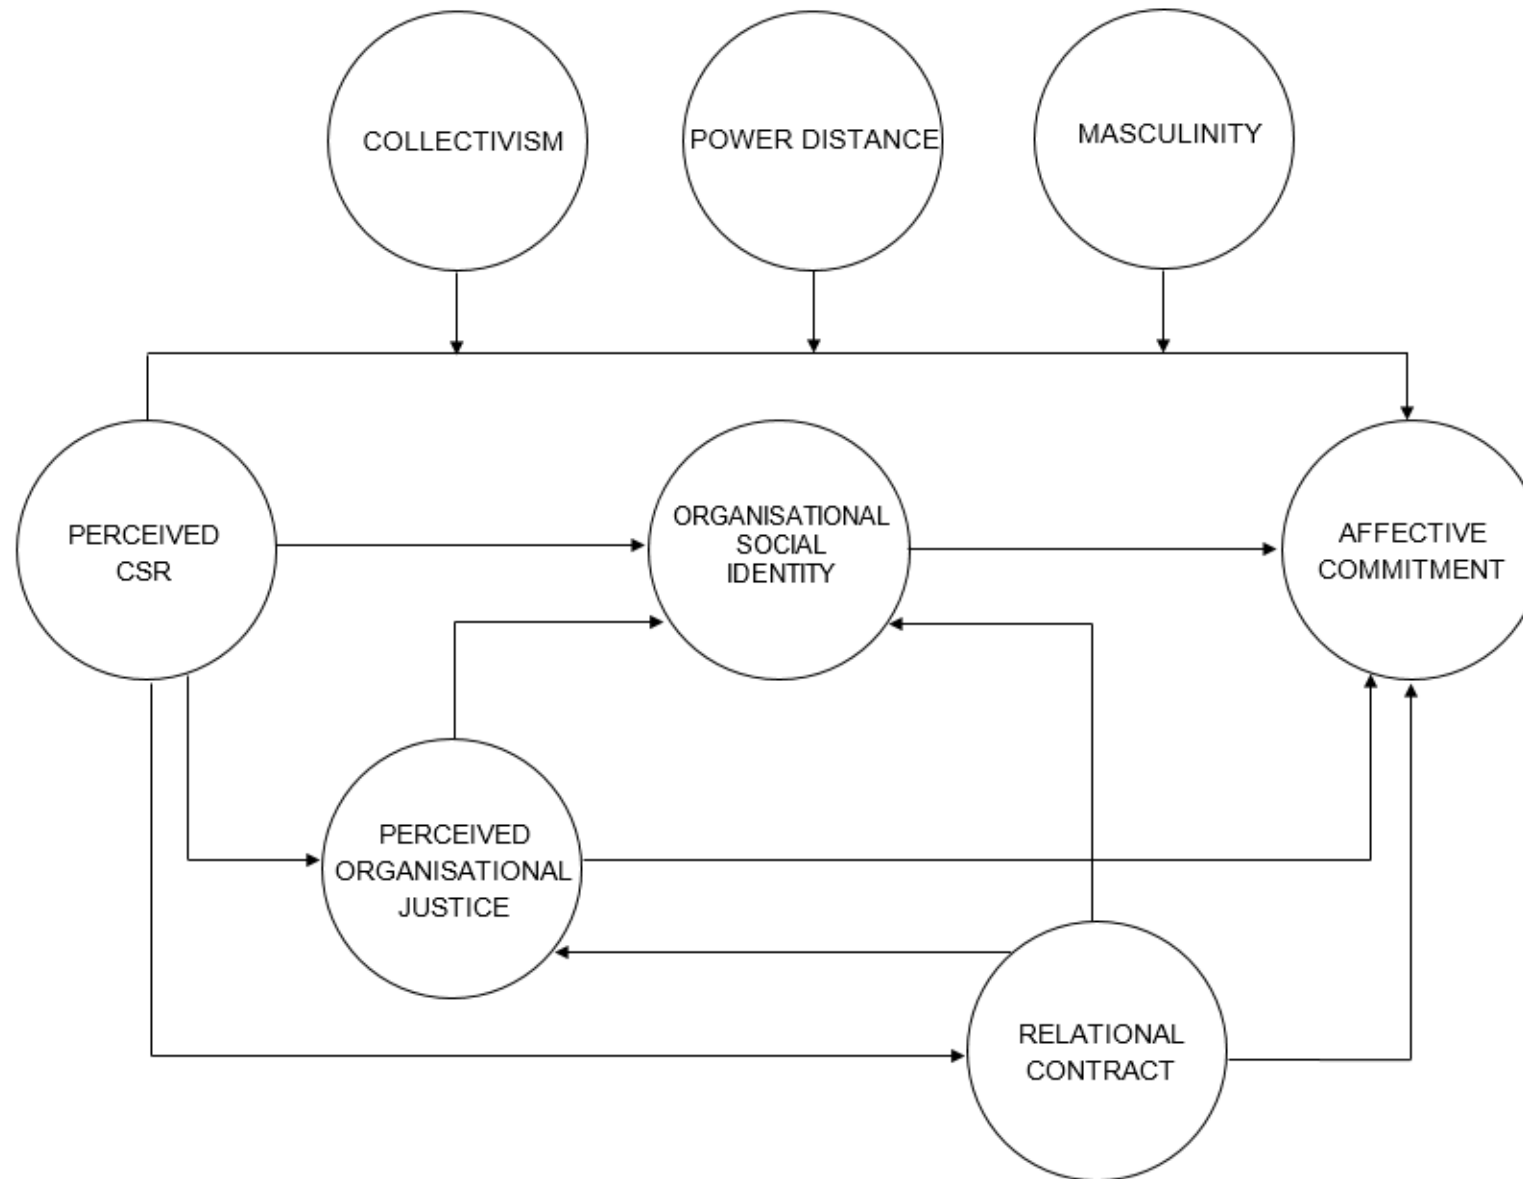 COLLECTIVISM
POWER DISTANCE
MASCULINITY
PERCEIVED
CSR
ORGANISATIONAL
SOCIAL
IDENTITY
AFFECTIVE
COMMITMENT
PERCEIVED
ORGANISATIONAL
JUSTICE
RELATIONAL
CONTRACT